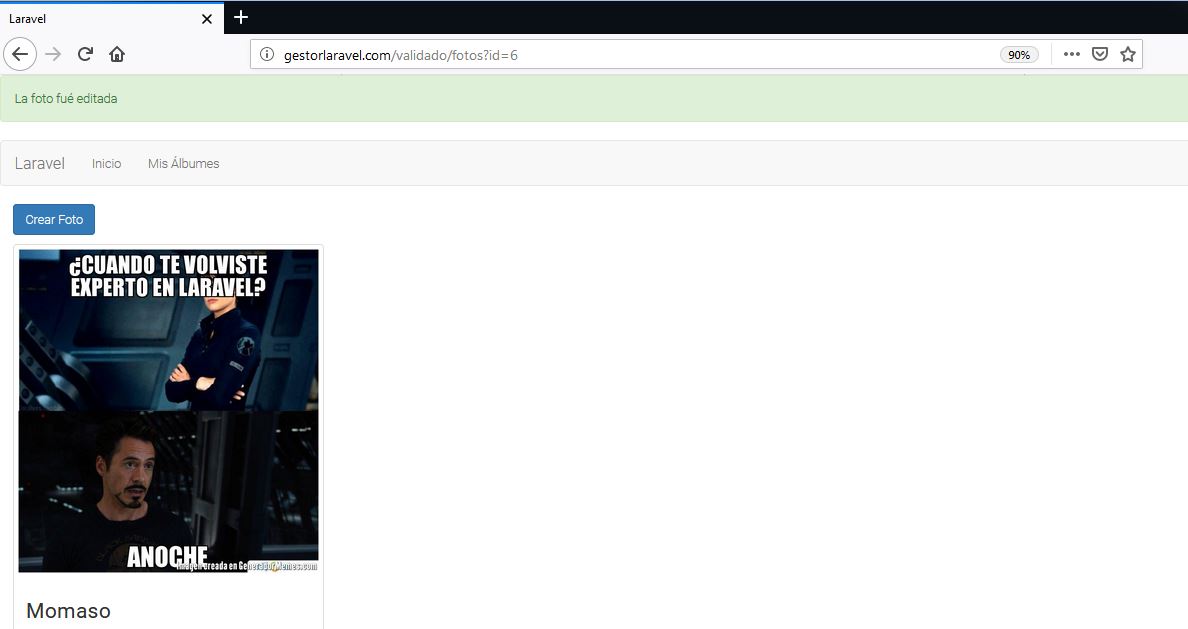 Laravel
gestorlaravel.com/validado/fotos?id=6
90%
La foto fué editada
Laravel Inicio Mis Álbumes
Crear Foto
¿CUANDO TE VOLVISTE
EXPERTO EN LARAVEL?
ANOCHE
Imagen creada en GeneradorMemes.com
Momaso